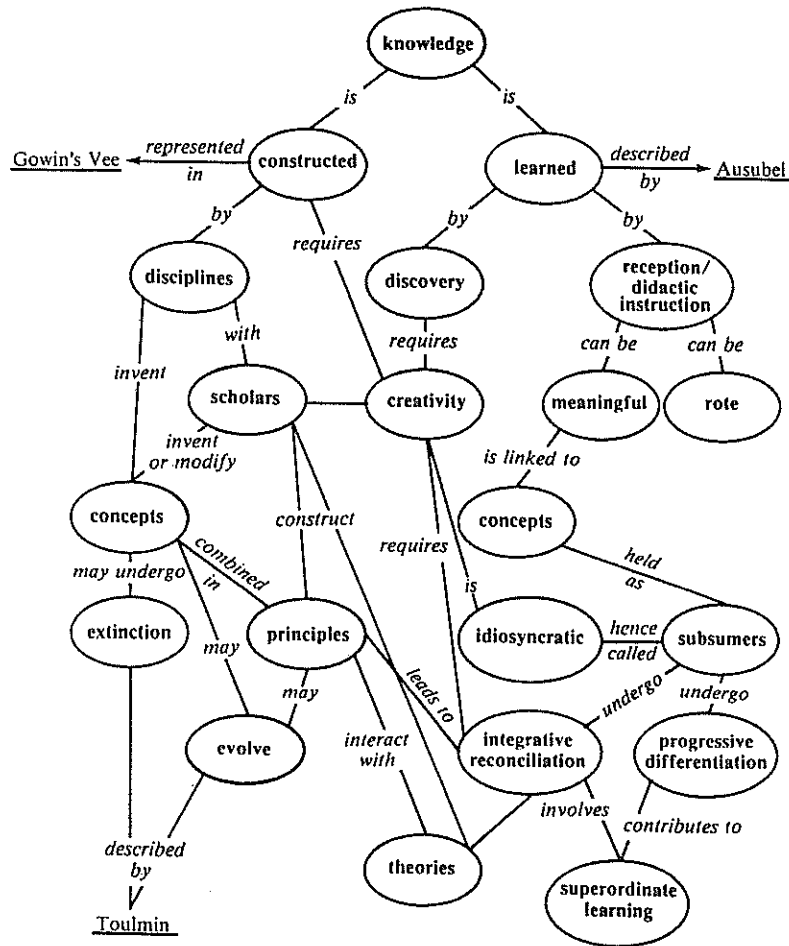 knowledge
is
is
Gowin's Vee
represented
in
constructed
learned
described
by
Ausubel
by
requires
by
by
disciplines
discovery
reception/
didactic
instruction
with
requires
can be
can be
invent
scholars
creativity
meaningful
rote
invent
or modify
is linked to
concepts
construct
requires
concepts
combined
in
held
as
may undergo
is
extinction
principles
idiosyncratic
hence
called
subsumers
may
may
leads to
undergo
undergo
evolve
interact
with
integrative
reconciliation
progressive
differentiation
involves
contributes to
described
by
theories
superordinate
learning
Toulmin